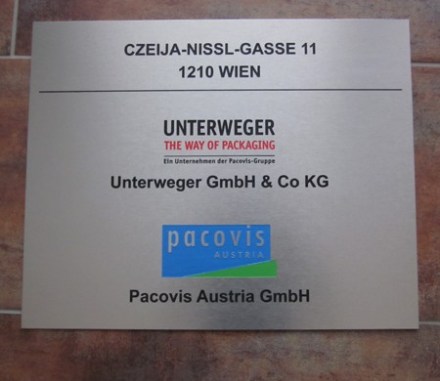 CZEIJA-NISSL-GASSE 11
1210 WIEN
UNTERWEGER
THE WAY OF PACKAGING
Ein Unternehmen der Pacovis-Gruppe
Unterweger GmbH & Co KG
pacovis
AUSTRIA
Pacovis Austria GmbH